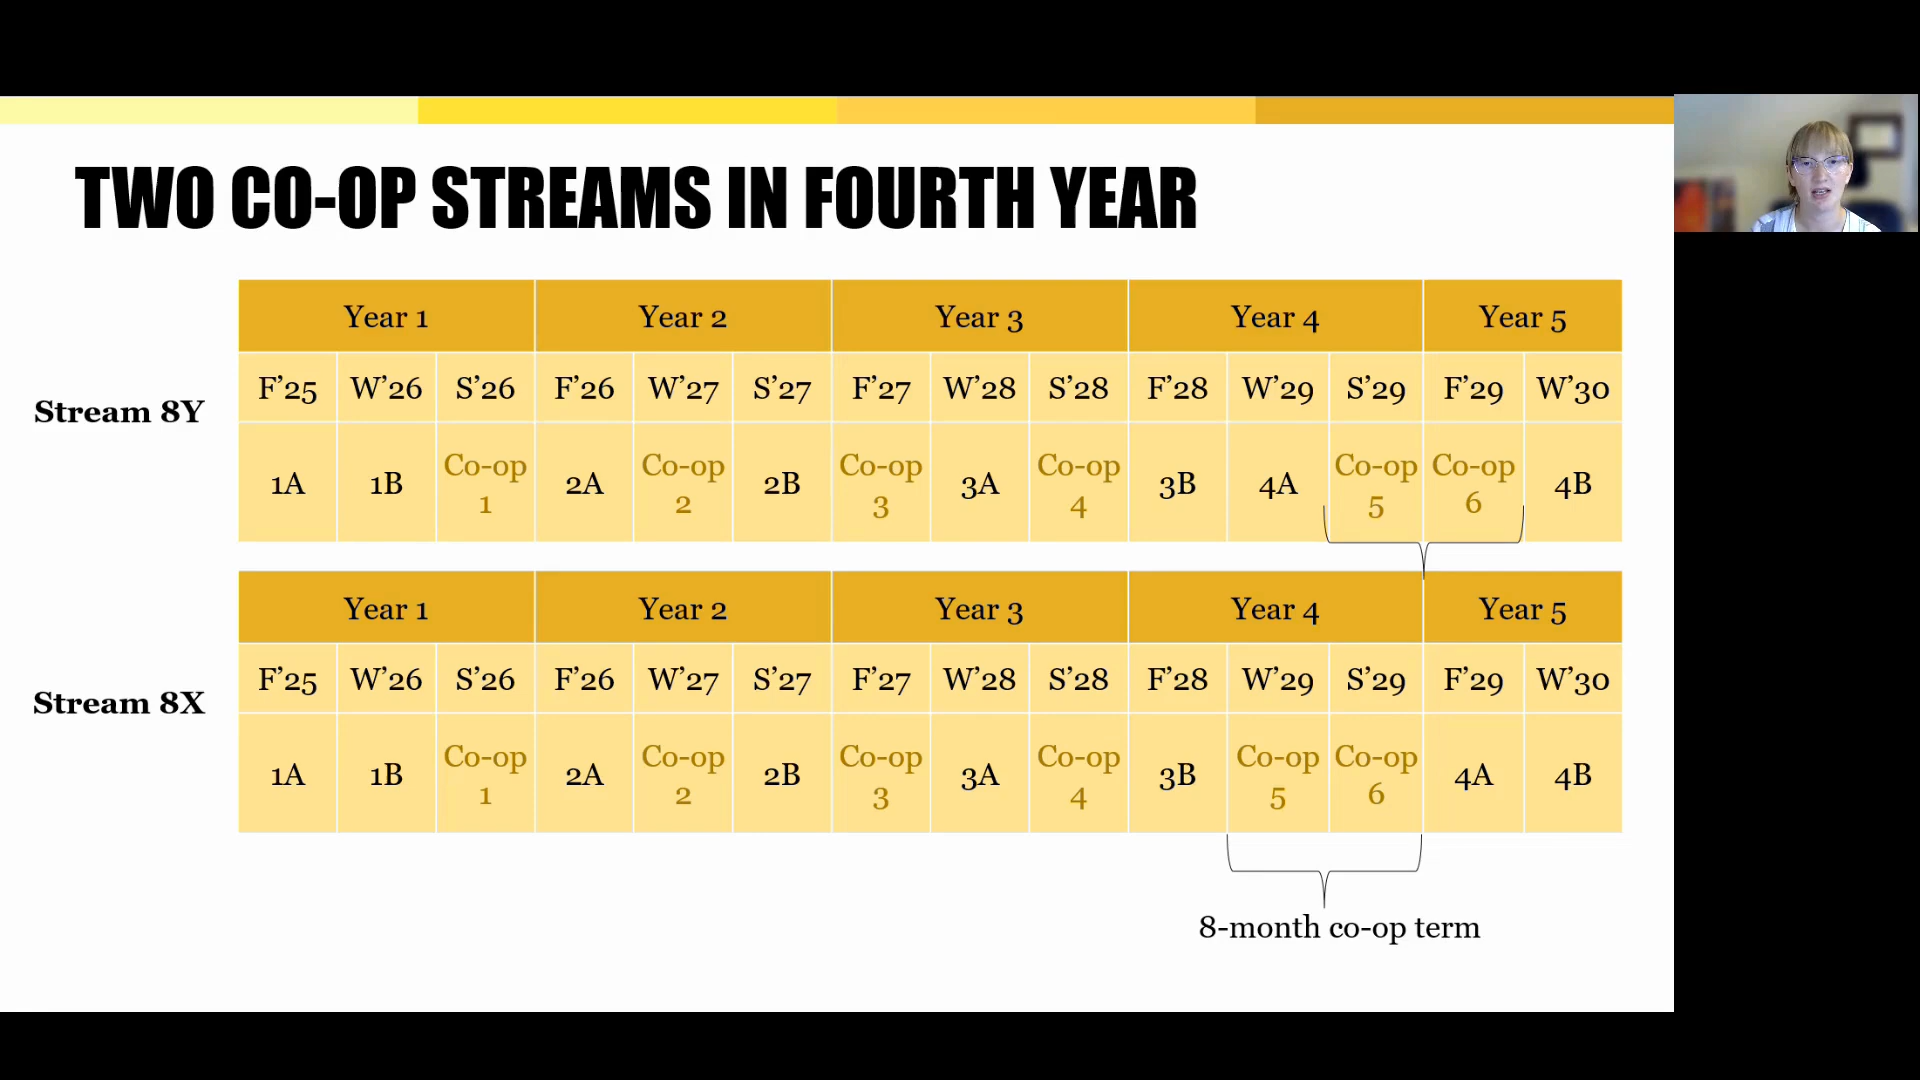 TWO CO-OP STREAMS IN FOURTH YEAR
Stream 8Y
Year 1 Year 2 Year 3 Year 4 Year 5
F’25 W’26 S’26 F’26 W’27 S’27 F’27 W’28 S’28 F’28 W’29 S’29 F’29 W’30
1A 1B Co-op 1 2A Co-op 2 2B Co-op 3 3A Co-op 4 3B 4A Co-op 5 Co-op 6 4B
Stream 8X
Year 1 Year 2 Year 3 Year 4 Year 5
F’25 W’26 S’26 F’26 W’27 S’27 F’27 W’28 S’28 F’28 W’29 S’29 F’29 W’30
1A 1B Co-op 1 2A Co-op 2 2B Co-op 3 3A Co-op 4 3B Co-op 5 Co-op 6 4A 4B
8-month co-op term